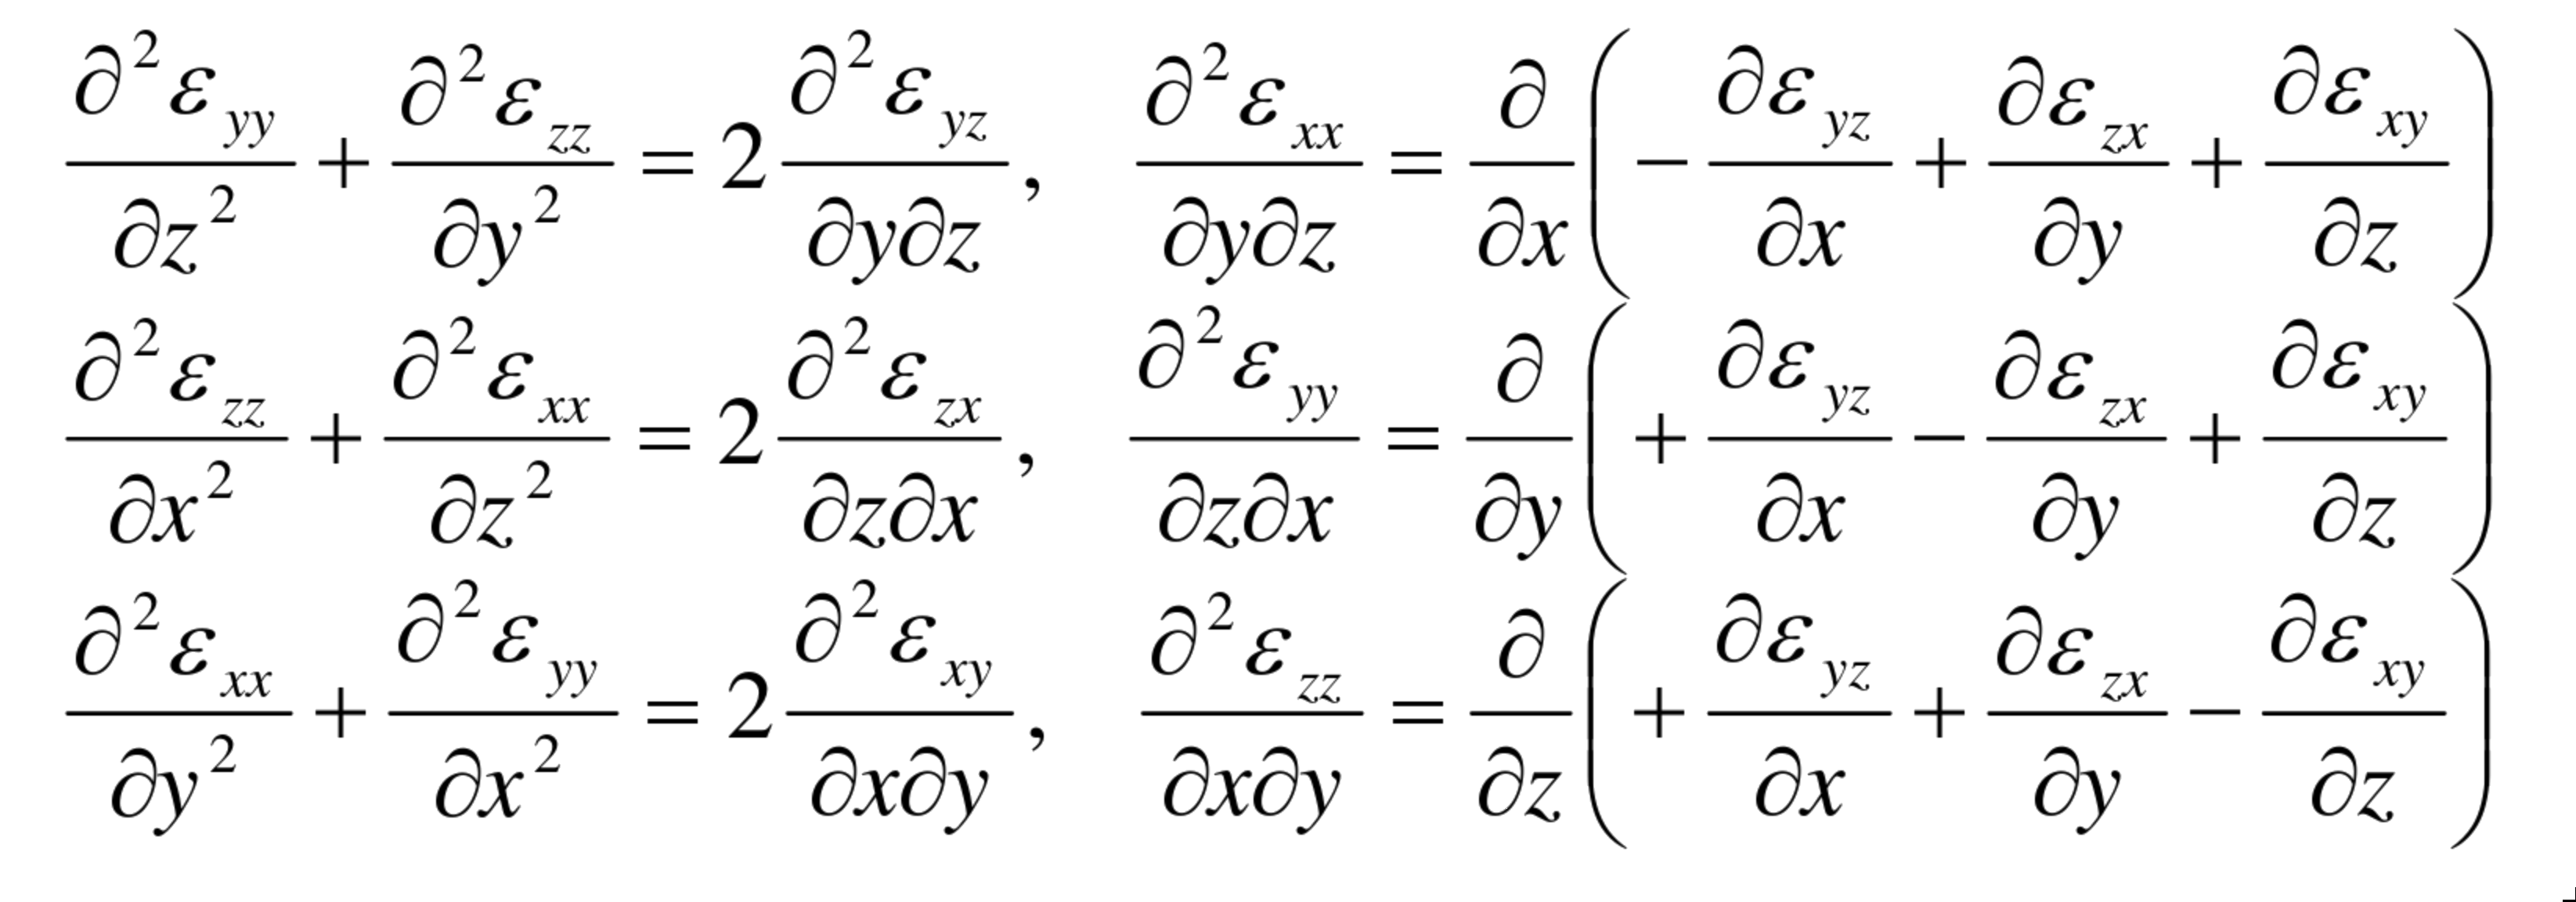 ∂²ε_yy/∂z² + ∂²ε_zz/∂y² = 2 ∂²ε_yz/∂y∂z, ∂²ε_xx/∂y∂z = ∂/∂x ( − ∂ε_yz/∂x + ∂ε_zx/∂y + ∂ε_xy/∂z )
∂²ε_zz/∂x² + ∂²ε_xx/∂z² = 2 ∂²ε_zx/∂z∂x, ∂²ε_yy/∂z∂x = ∂/∂y ( + ∂ε_yz/∂x − ∂ε_zx/∂y + ∂ε_xy/∂z )
∂²ε_xx/∂y² + ∂²ε_yy/∂x² = 2 ∂²ε_xy/∂x∂y, ∂²ε_zz/∂x∂y = ∂/∂z ( + ∂ε_yz/∂x + ∂ε_zx/∂y − ∂ε_xy/∂z )